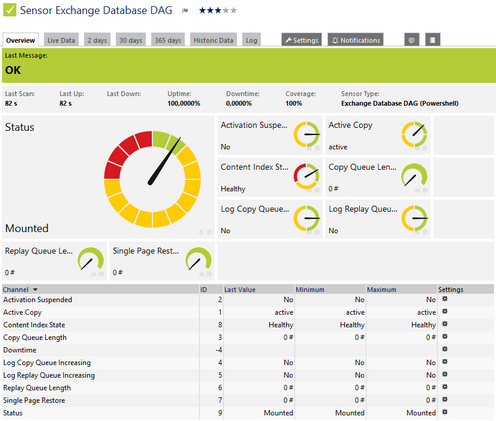 Sensor Exchange Database DAG
Overview Live Data 2 days 30 days 365 days Historic Data Log Settings Notifications
Last Message:
OK
Last Scan: Last Up: Last Down: Uptime: Downtime: Coverage: Sensor Type:
82 s 82 s 100,0000% 0,0000% 100% Exchange Database DAG (Powershell)
Status
Mounted
Activation Suspe...
No
Active Copy
active
Content Index St...
Healthy
Copy Queue Len...
0 #
Log Copy Queue...
No
Log Replay Queu...
No
Replay Queue Le...
0 #
Single Page Restor...
0 #
Channel ID Last Value Minimum Maximum Settings
Activation Suspended 2 No No No
Active Copy 1 active active active
Content Index State 8 Healthy Healthy Healthy
Copy Queue Length 3 0 # 0 # 0 #
Downtime -4
Log Copy Queue Increasing 4 No No No
Log Replay Queue Increasing 5 No No No
Replay Queue Length 6 0 # 0 # 0 #
Single Page Restore 7 0 # 0 # 0 #
Status 9 Mounted Mounted Mounted